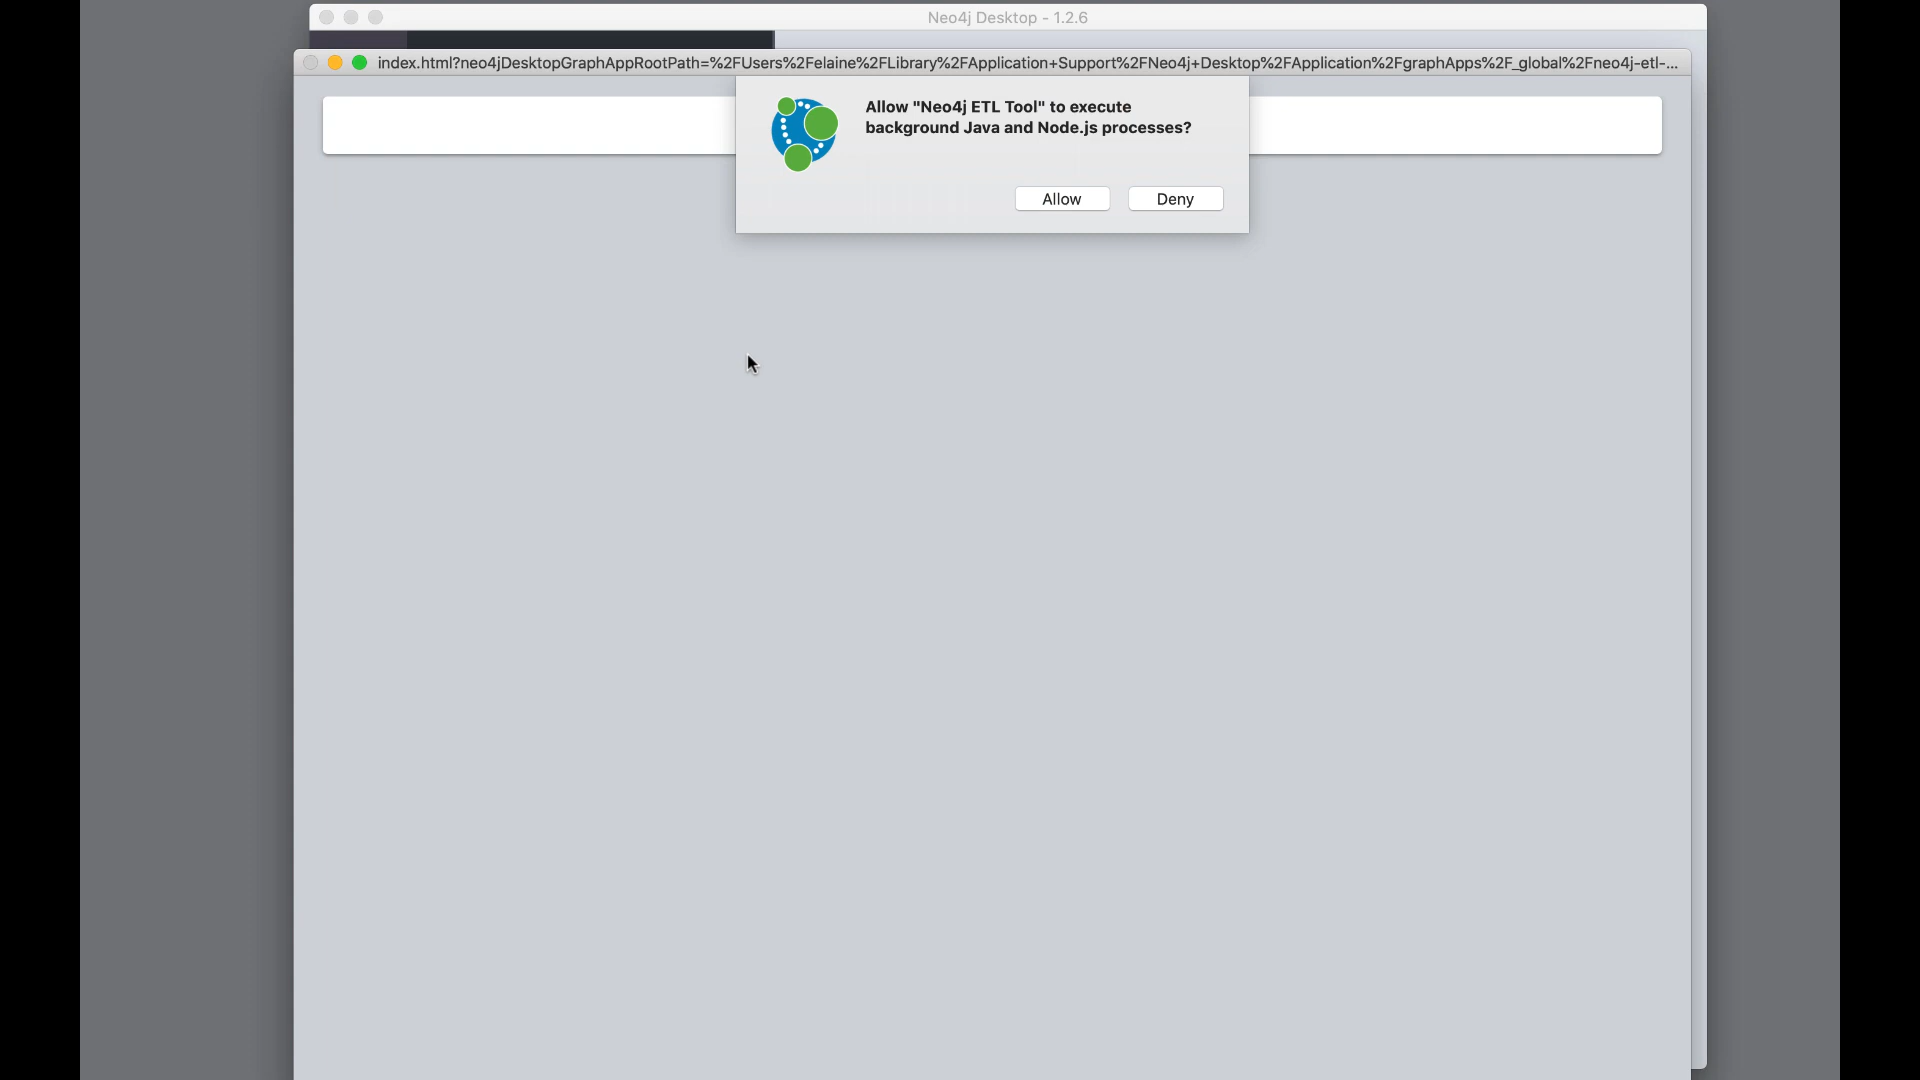 Neo4j Desktop - 1.2.6
index.html?neo4jDesktopGraphAppRootPath=%2FUsers%2Felaine%2FLibrary%2FApplication+Support%2FNeo4j+Desktop%2FApplication%2FgraphApps%2F_global%2Fneo4j-etl-...
Allow "Neo4j ETL Tool" to execute
background Java and Node.js processes?
Allow Deny